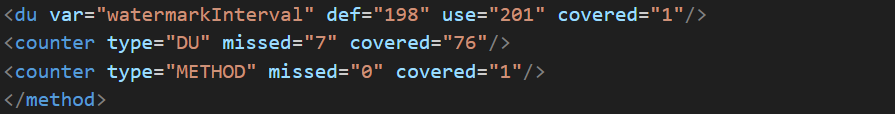 <du var="watermarkInterval" def="198" use="201" covered="1"/>
<counter type="DU" missed="7" covered="76"/>
<counter type="METHOD" missed="0" covered="1"/>
</method>